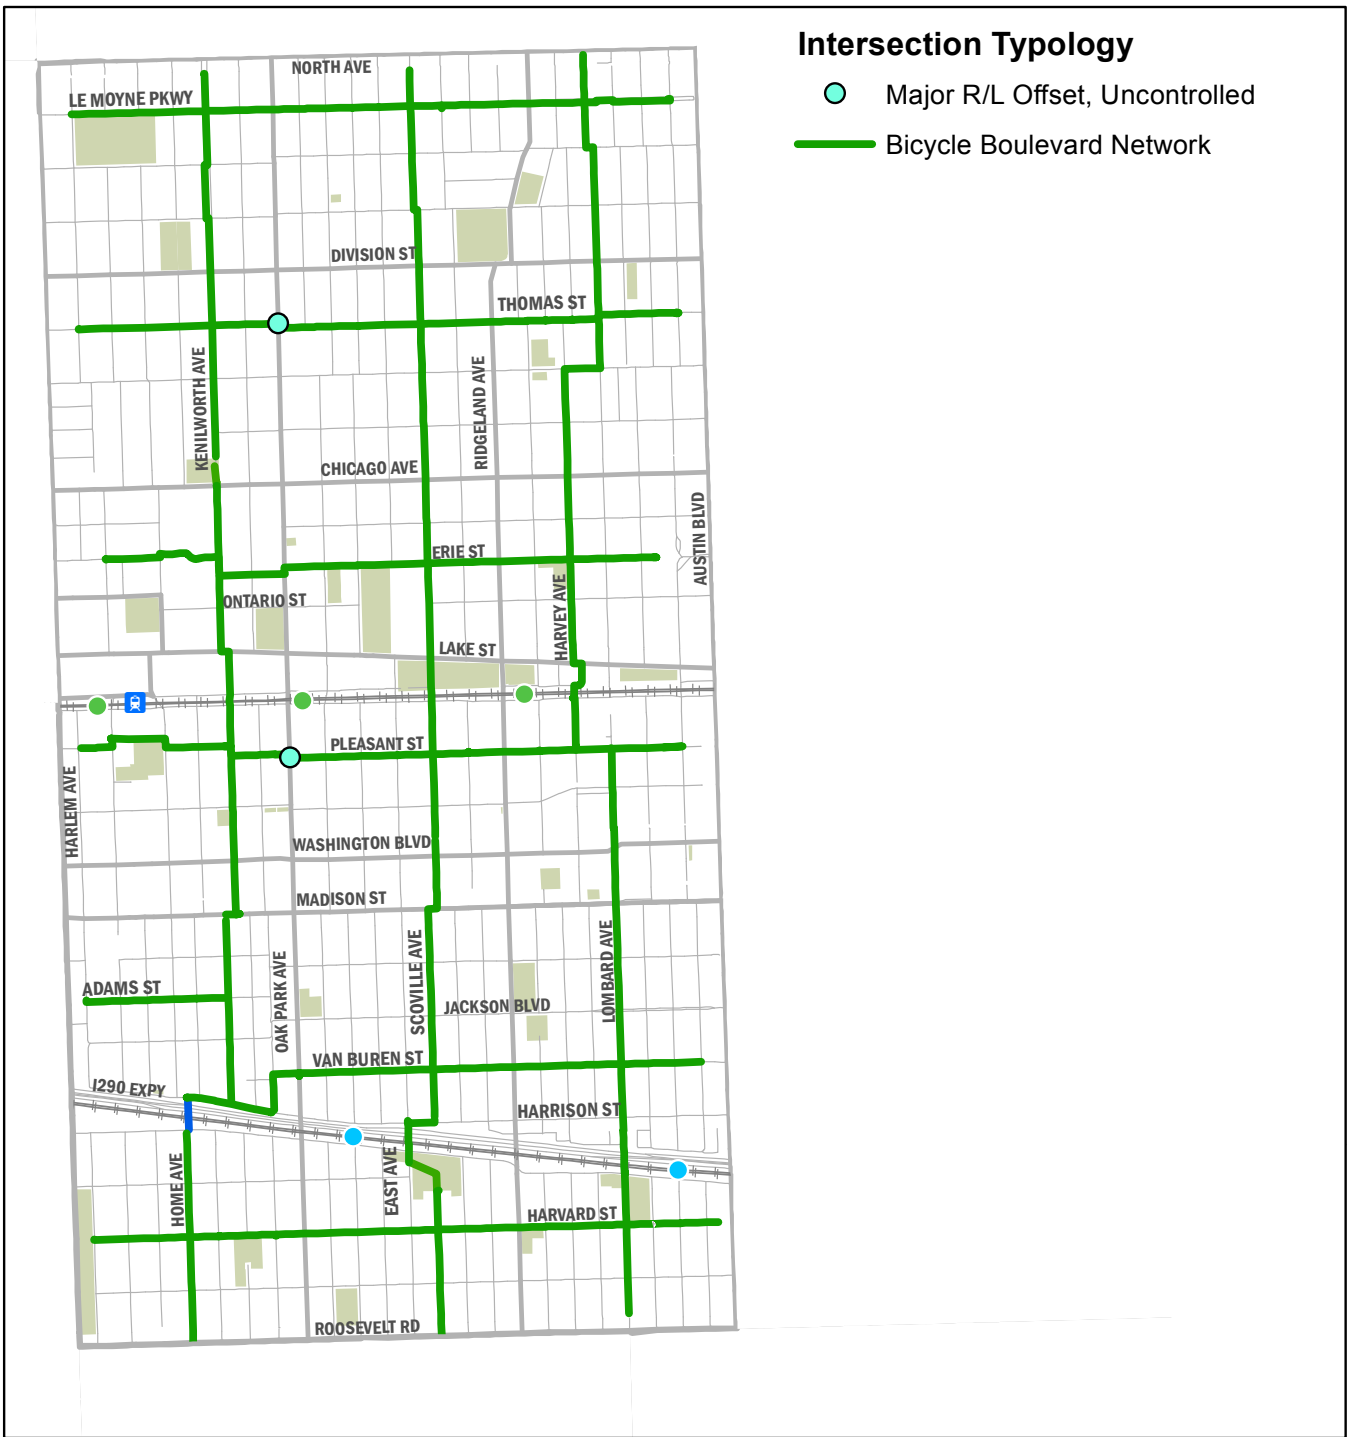 Intersection Typology
Major R/L Offset, Uncontrolled
Bicycle Boulevard Network
NORTH AVE
LE MOYNE PKWY
DIVISION ST
THOMAS ST
KENILWORTH AVE
RIDGELAND AVE
CHICAGO AVE
AUSTIN BLVD
ERIE ST
HARVEY AVE
ONTARIO ST
LAKE ST
PLEASANT ST
HARLEM AVE
WASHINGTON BLVD
MADISON ST
OAK PARK AVE
SCOVILLE AVE
LOMBARD AVE
ADAMS ST
JACKSON BLVD
VAN BUREN ST
I290 EXPY
HARRISON ST
HOME AVE
EAST AVE
HARVARD ST
ROOSEVELT RD